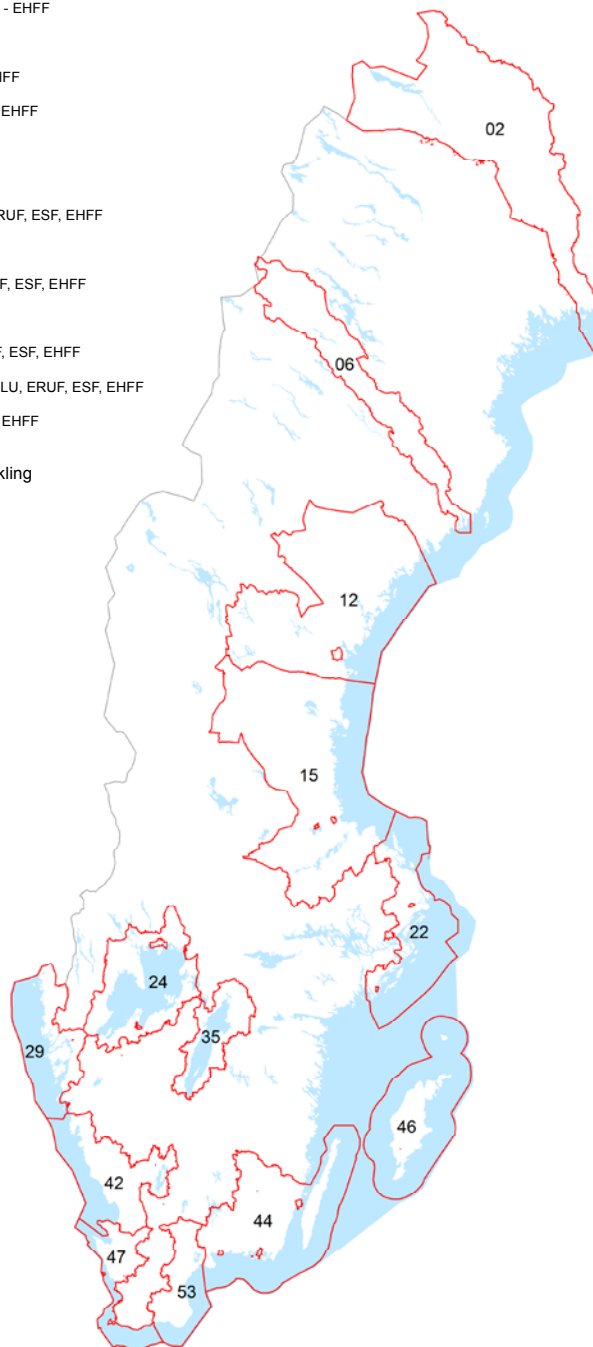 - EHFF
HFF
EHFF
RUF, ESF, EHFF
F, ESF, EHFF
F, ESF, EHFF
LU, ERUF, ESF, EHFF
EHFF
kling
02
06
12
15
22
24
35
29
46
42
44
47
53